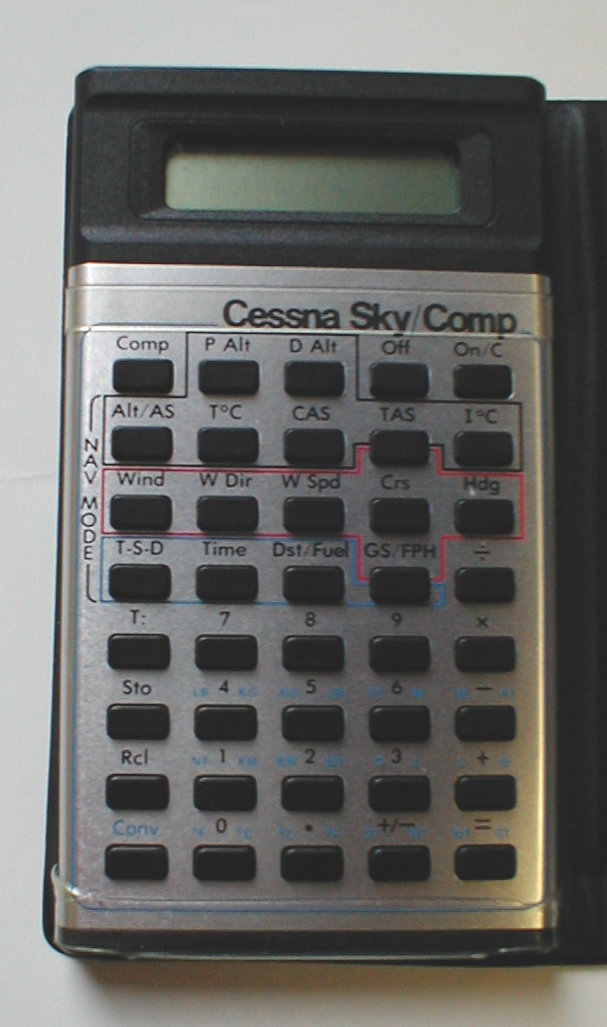 Cessna Sky/Comp
Comp P Alt D Alt Off On/C
Alt/AS T°C CAS TAS I°C
Wind W Dir W Spd Crs Hdg
T-S-D Time Dst/Fuel GS/FPH ÷
NAV MODE
T: 7 8 9 ×
Sto 4 5 6 −
Rcl 1 2 3 +
Conv 0 • +/− =